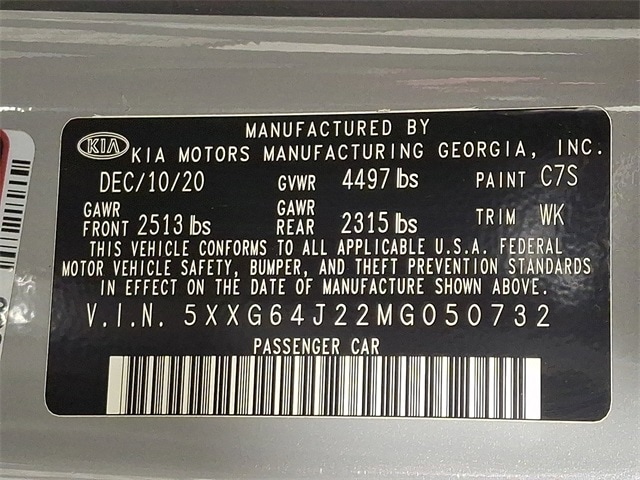 MANUFACTURED BY
KIA KIA MOTORS MANUFACTURING GEORGIA, INC.
DEC/10/20 GVWR 4497 lbs PAINT C7S
GAWR FRONT 2513 lbs GAWR REAR 2315 lbs TRIM WK
THIS VEHICLE CONFORMS TO ALL APPLICABLE U.S.A. FEDERAL
MOTOR VEHICLE SAFETY, BUMPER, AND THEFT PREVENTION STANDARDS
IN EFFECT ON THE DATE OF MANUFACTURE SHOWN ABOVE.
V.I.N. 5XXG64J22MG050732
PASSENGER CAR